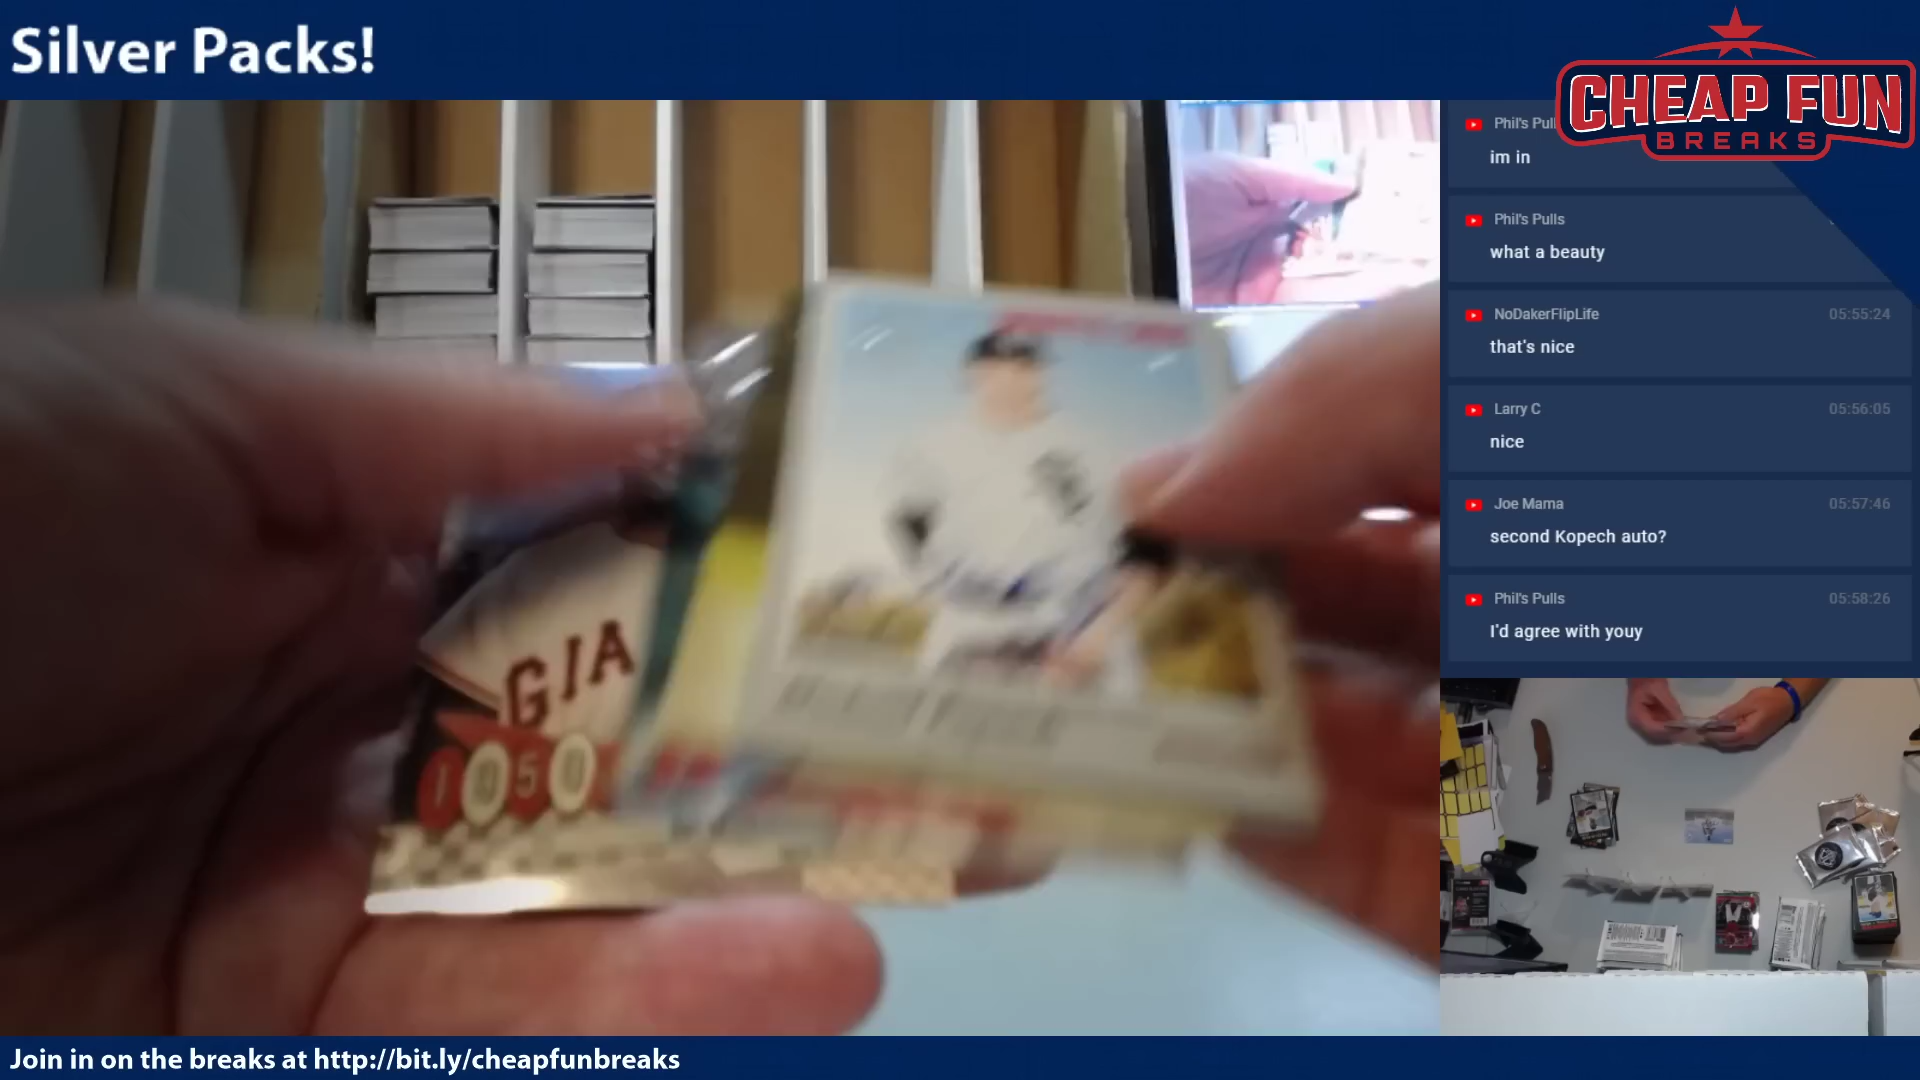 Silver Packs!
CHEAP FUN
BREAKS
Phil's Pull
im in
Phil's Pulls
what a beauty
NoDakerFlipLife 05:55:24
that's nice
Larry C 05:56:05
nice
Joe Mama 05:57:46
second Kopech auto?
Phil's Pulls 05:58:26
I'd agree with youy
GIA
1950
Join in on the breaks at http://bit.ly/cheapfunbreaks